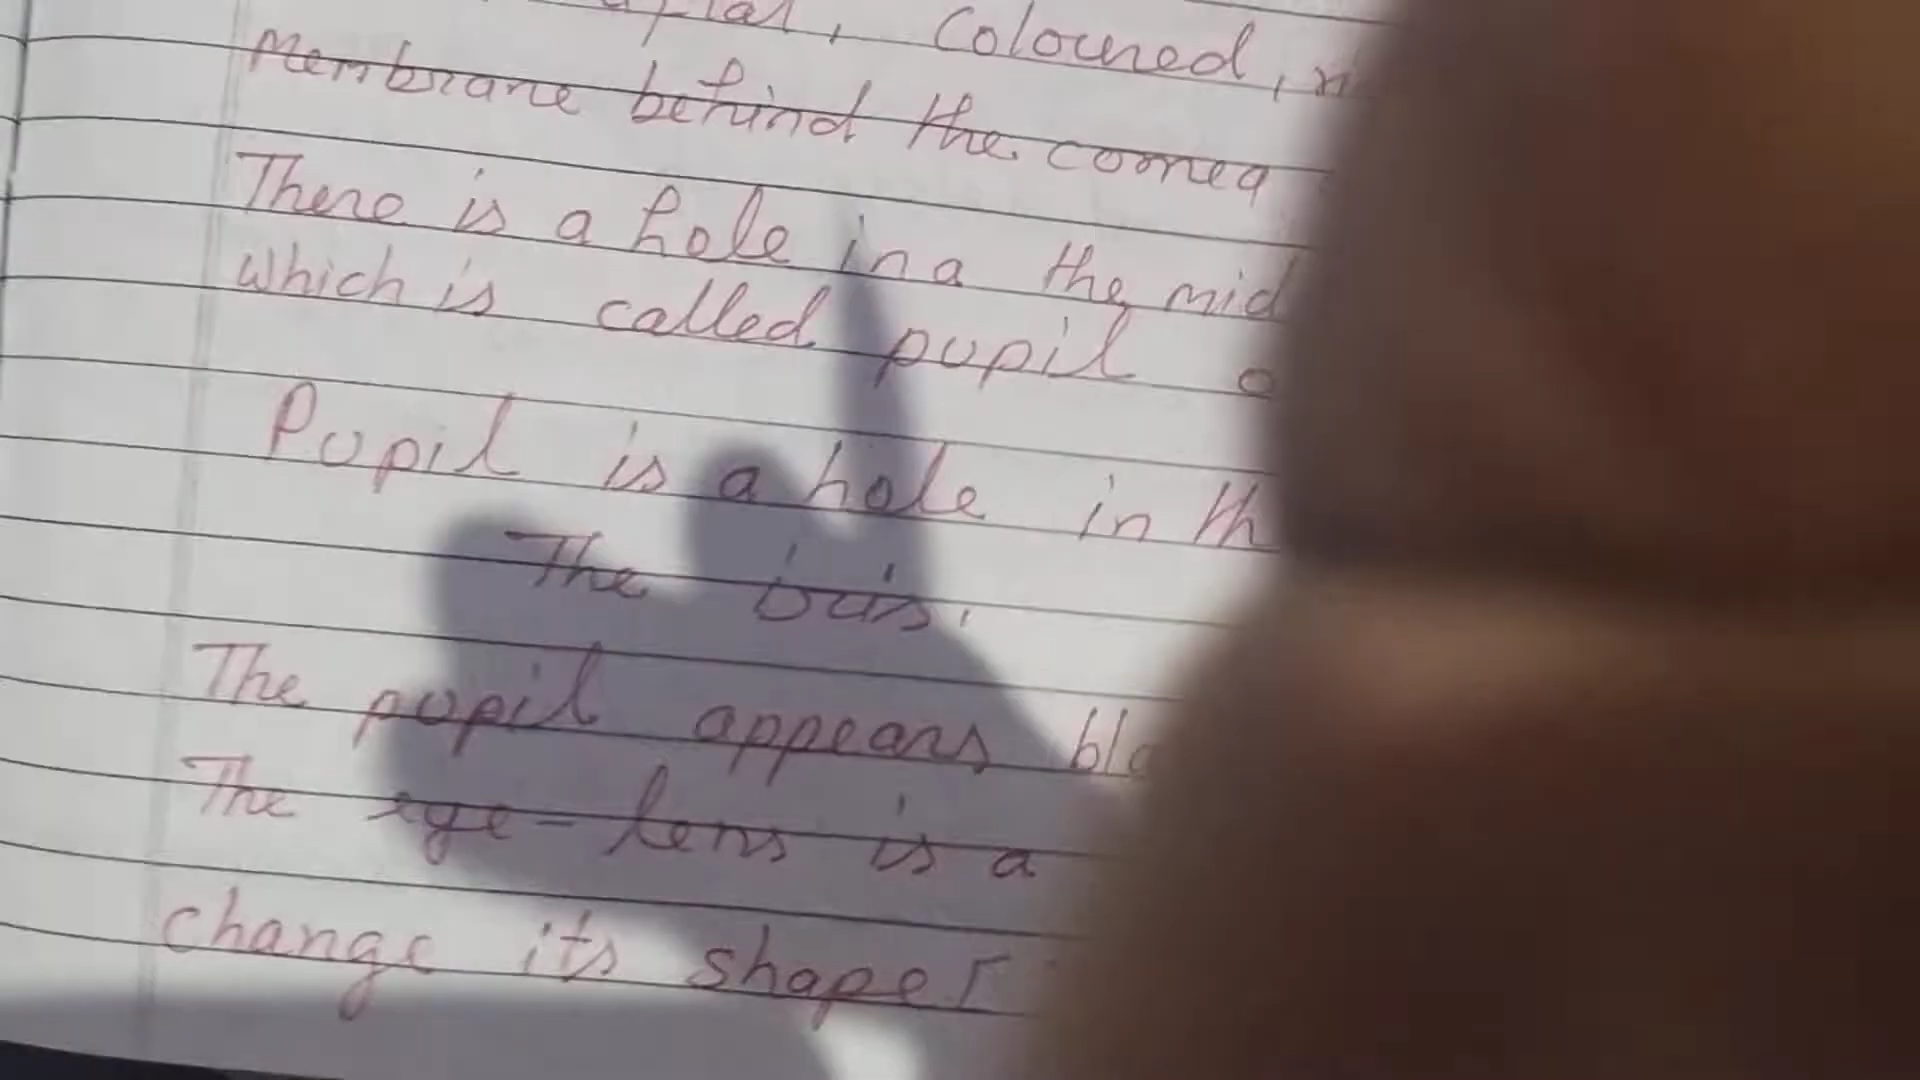 Coloured,
Membrane behind the cornea
There is a hole in a the mid
which is called pupil o
Pupil is a hole in th
The iris.
The pupil appears bla
The eye-lens is a
change its shape